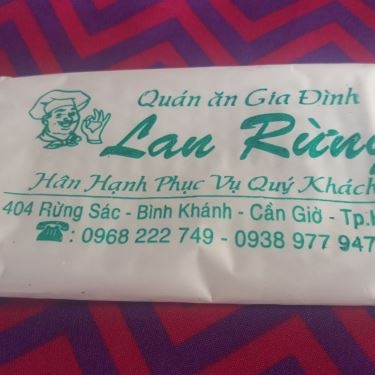 Quán ăn Gia Đình
Lan Rừng
Hân Hạnh Phục Vụ Quý Khách
404 Rừng Sác - Bình Khánh - Cần Giờ - Tp.
☎: 0968 222 749 - 0938 977 947